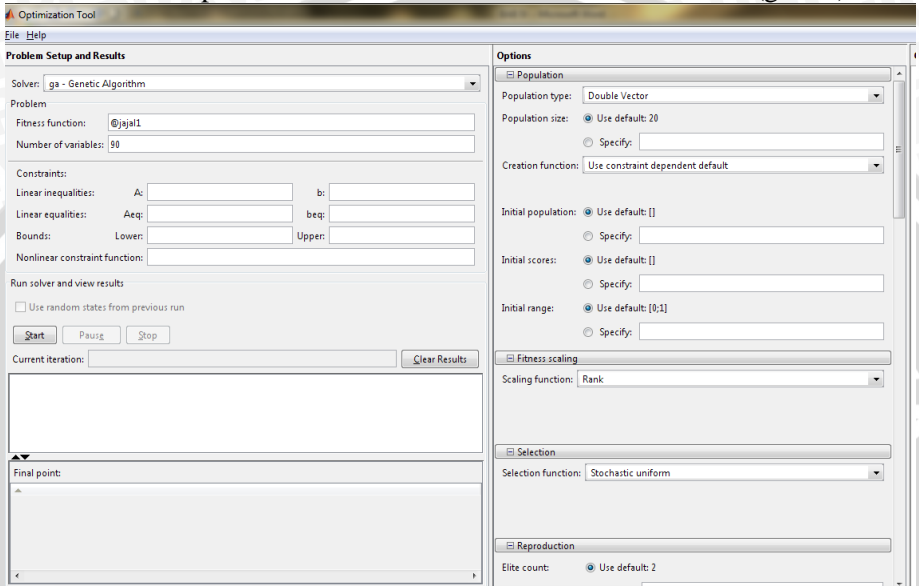 Optimization Tool
File Help
Problem Setup and Results
Solver: ga - Genetic Algorithm
Problem
Fitness function: @jajal1
Number of variables: 90
Constraints:
Linear inequalities: A: b:
Linear equalities: Aeq: beq:
Bounds: Lower: Upper:
Nonlinear constraint function:
Run solver and view results
Use random states from previous run
Start Pause Stop
Current iteration: Clear Results
Final point:
Options
Population
Population type: Double Vector
Population size: Use default: 20
Specify:
Creation function: Use constraint dependent default
Initial population: Use default: []
Specify:
Initial scores: Use default: []
Specify:
Initial range: Use default: [0;1]
Specify:
Fitness scaling
Scaling function: Rank
Selection
Selection function: Stochastic uniform
Reproduction
Elite count: Use default: 2